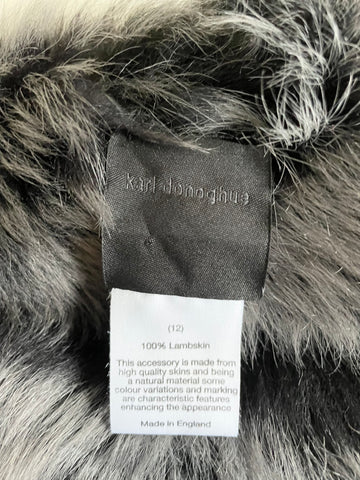 karl donoghue
(12)
100% Lambskin
This accessory is made from
high quality skins and being
a natural material some
colour variations and marking
are characteristic features
enhancing the appearance
Made in England